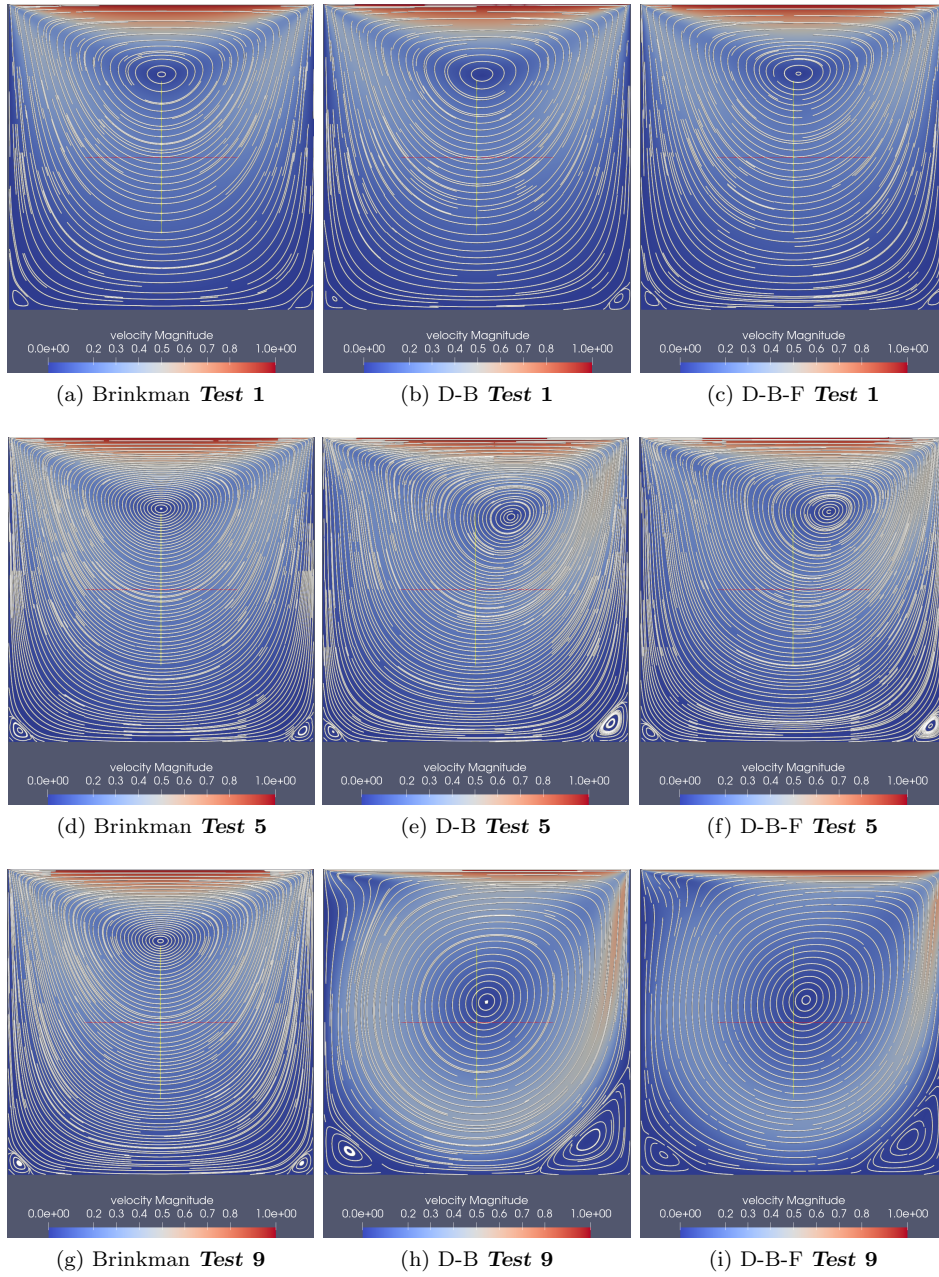 velocity Magnitude
0.0e+00 0.2 0.3 0.4 0.5 0.6 0.7 0.8 1.0e+00
velocity Magnitude
0.0e+00 0.2 0.3 0.4 0.5 0.6 0.7 0.8 1.0e+00
velocity Magnitude
0.0e+00 0.2 0.3 0.4 0.5 0.6 0.7 0.8 1.0e+00
(a) Brinkman Test 1
(b) D-B Test 1
(c) D-B-F Test 1
velocity Magnitude
0.0e+00 0.2 0.3 0.4 0.5 0.6 0.7 0.8 1.0e+00
velocity Magnitude
0.0e+00 0.2 0.3 0.4 0.5 0.6 0.7 0.8 1.0e+00
velocity Magnitude
0.0e+00 0.2 0.3 0.4 0.5 0.6 0.7 0.8 1.0e+00
(d) Brinkman Test 5
(e) D-B Test 5
(f) D-B-F Test 5
velocity Magnitude
0.0e+00 0.2 0.3 0.4 0.5 0.6 0.7 0.8 1.0e+00
velocity Magnitude
0.0e+00 0.2 0.3 0.4 0.5 0.6 0.7 0.8 1.0e+00
velocity Magnitude
0.0e+00 0.2 0.3 0.4 0.5 0.6 0.7 0.8 1.0e+00
(g) Brinkman Test 9
(h) D-B Test 9
(i) D-B-F Test 9